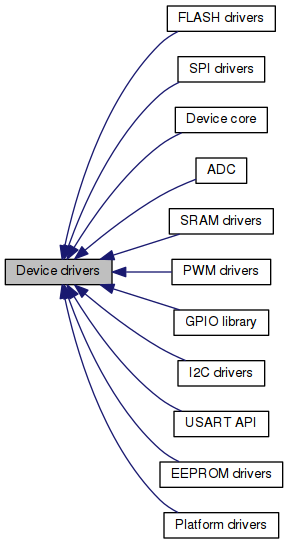 FLASH drivers
SPI drivers
Device core
ADC
SRAM drivers
Device drivers
PWM drivers
GPIO library
I2C drivers
USART API
EEPROM drivers
Platform drivers